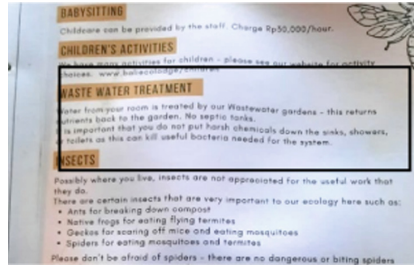 BABYSITTING
Childcare can be provided by the staff. Charge Rp50,000/hour.
CHILDREN'S ACTIVITIES
We have many activities for children - please see our website for activity
choices. www.baliecolodge/children
WASTE WATER TREATMENT
Water from your room is treated by our Wastewater gardens - this returns
nutrients back to the garden. No septic tanks.
It is important that you do not put harsh chemicals down the sinks, showers,
or toilets as this can kill useful bacteria needed for the system.
INSECTS
Possibly where you live, insects are not appreciated for the useful work that
they do.
There are certain insects that are very important to our ecology here such as:
• Ants for breaking down compost
• Native frogs for eating flying termites
• Geckos for scaring off mice and eating mosquitoes
• Spiders for eating mosquitoes and termites
Please don't be afraid of spiders - there are no dangerous or biting spiders